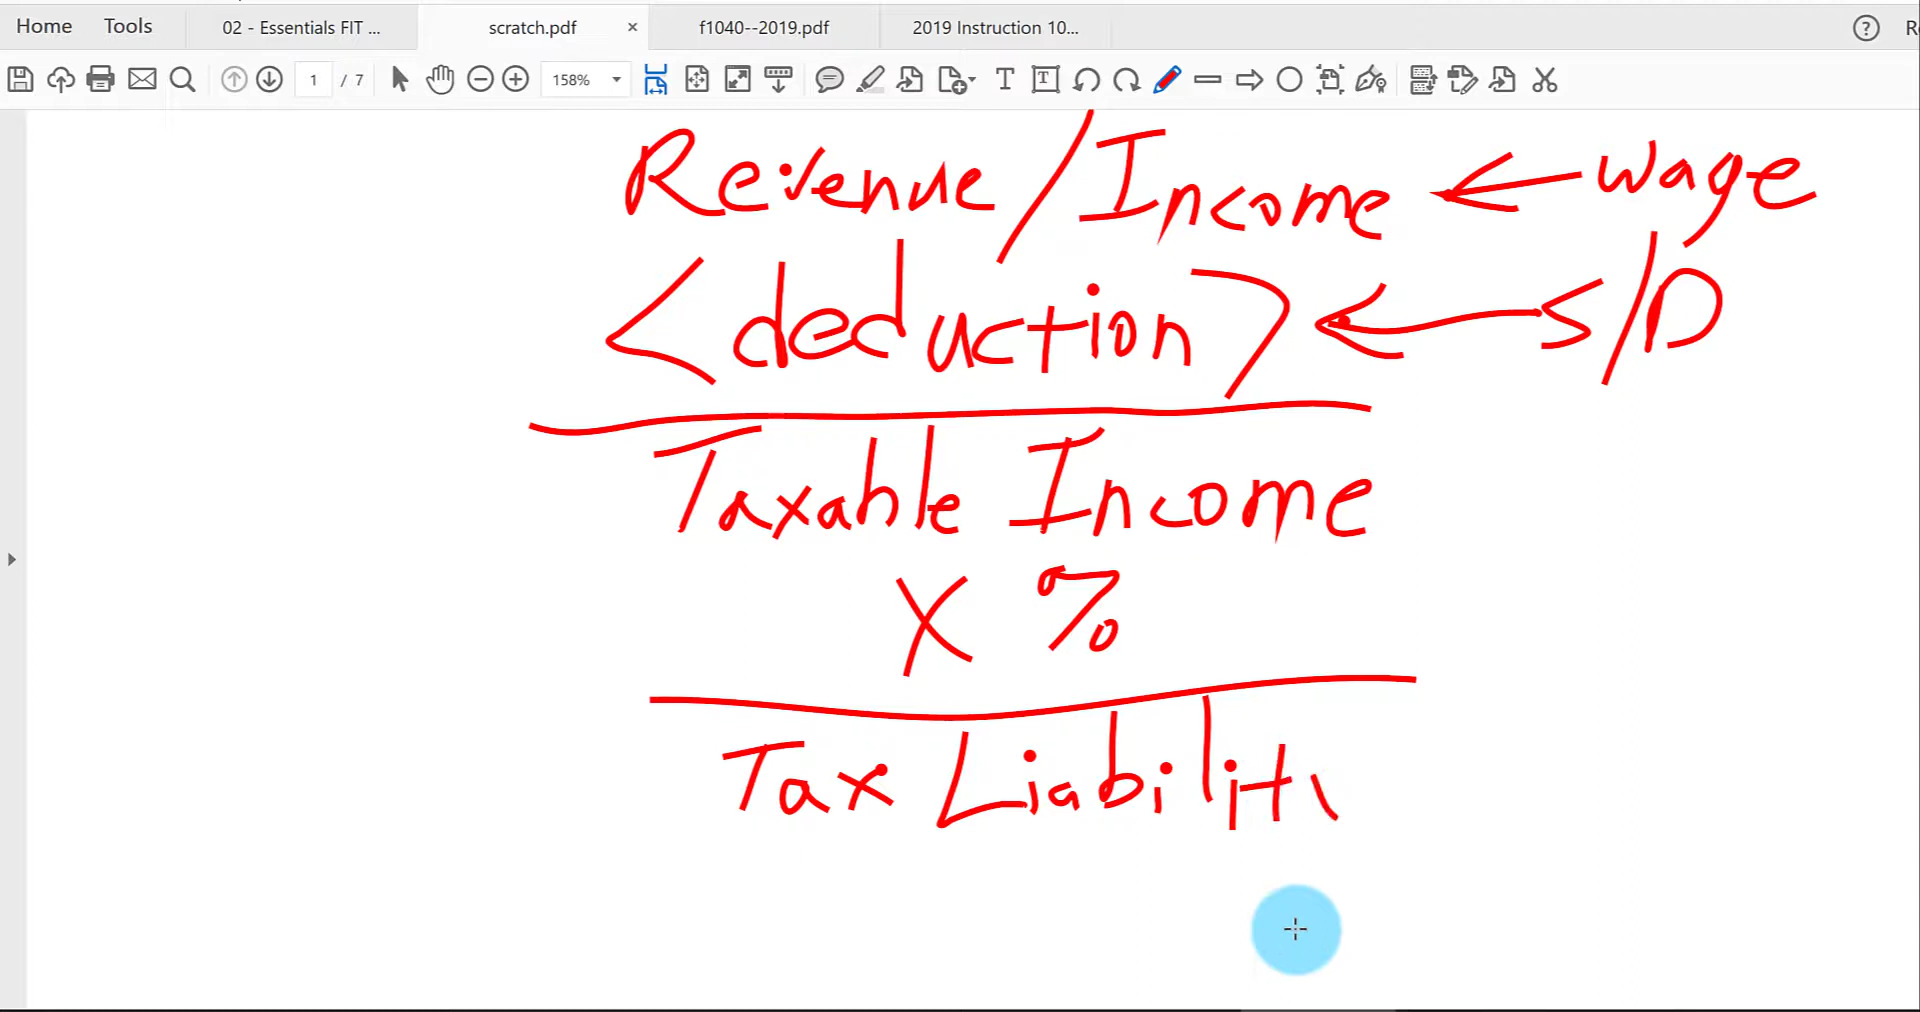 Home Tools 02 - Essentials FIT ... scratch.pdf × f1040--2019.pdf 2019 Instruction 10... ?
1 / 7 158% T T
Revenue/Income ← wage
<deduction> ← S/D
Taxable Income
X %
Tax Liabilit